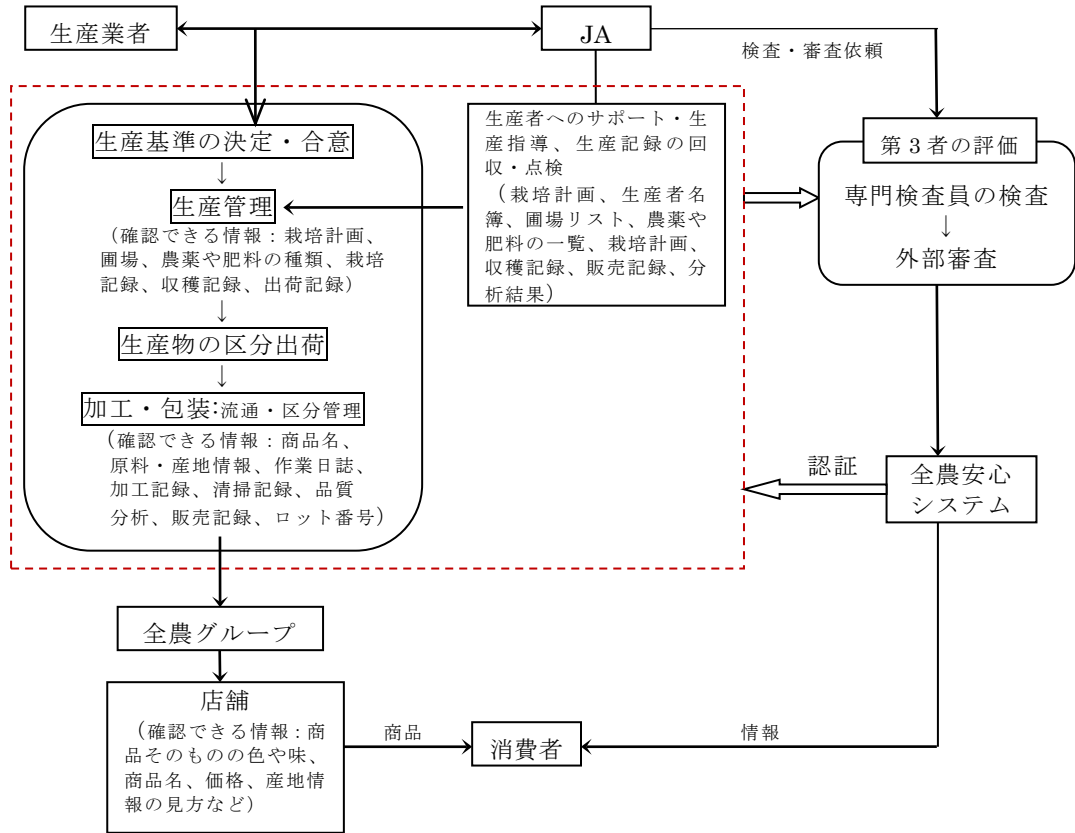 生産業者
JA
検査・審査依頼
生産基準の決定・合意
↓
生産管理
(確認できる情報:栽培計画、
圃場、農薬や肥料の種類、栽培
記録、収穫記録、出荷記録)
↓
生産物の区分出荷
↓
加工・包装:流通・区分管理
(確認できる情報:商品名、
原料・産地情報、作業日誌、
加工記録、清掃記録、品質
分析、販売記録、ロット番号)
生産者へのサポート・生
産指導、生産記録の回
収・点検
(栽培計画、生産者名
簿、圃場リスト、農薬や
肥料の一覧、栽培計画、
収穫記録、販売記録、分
析結果)
第3者の評価
専門検査員の検査
↓
外部審査
認証
全農安心
システム
全農グループ
店舗
(確認できる情報:商
品そのものの色や味、
商品名、価格、産地情
報の見方など)
商品
消費者
情報